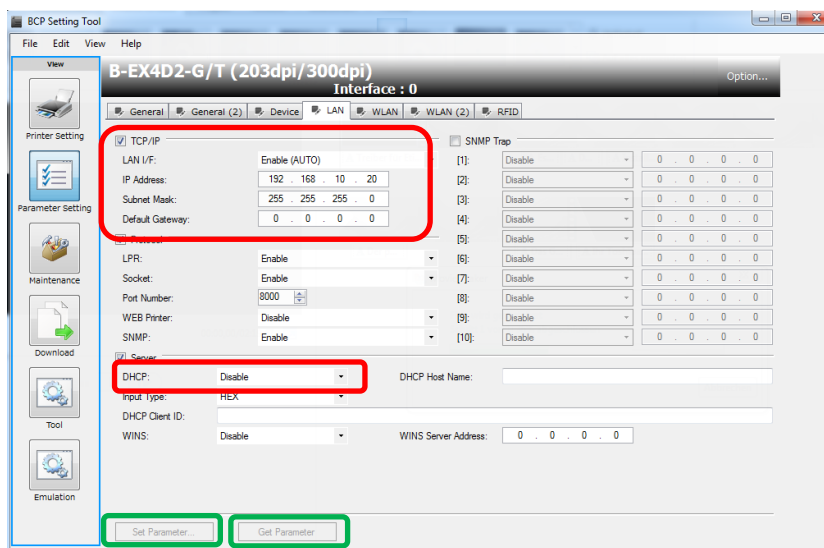 BCP Setting Tool
File Edit View Help
View
Printer Setting
Parameter Setting
Maintenance
Download
Tool
Emulation
B-EX4D2-G/T (203dpi/300dpi)
Interface : 0
Option...
General General (2) Device LAN WLAN WLAN (2) RFID
TCP/IP SNMP Trap
LAN I/F: Enable (AUTO) [1]: Disable 0 . 0 . 0 . 0
IP Address: 192 . 168 . 10 . 20 [2]: Disable 0 . 0 . 0 . 0
Subnet Mask: 255 . 255 . 255 . 0 [3]: Disable 0 . 0 . 0 . 0
Default Gateway: 0 . 0 . 0 . 0 [4]: Disable 0 . 0 . 0 . 0
Protocol [5]: Disable 0 . 0 . 0 . 0
LPR: Enable [6]: Disable 0 . 0 . 0 . 0
Socket: Enable [7]: Disable 0 . 0 . 0 . 0
Port Number: 8000 [8]: Disable 0 . 0 . 0 . 0
WEB Printer: Disable [9]: Disable 0 . 0 . 0 . 0
SNMP: Enable [10]: Disable 0 . 0 . 0 . 0
Server
DHCP: Disable DHCP Host Name:
Input Type: HEX
DHCP Client ID:
WINS: Disable WINS Server Address: 0 . 0 . 0 . 0
Set Parameter... Get Parameter